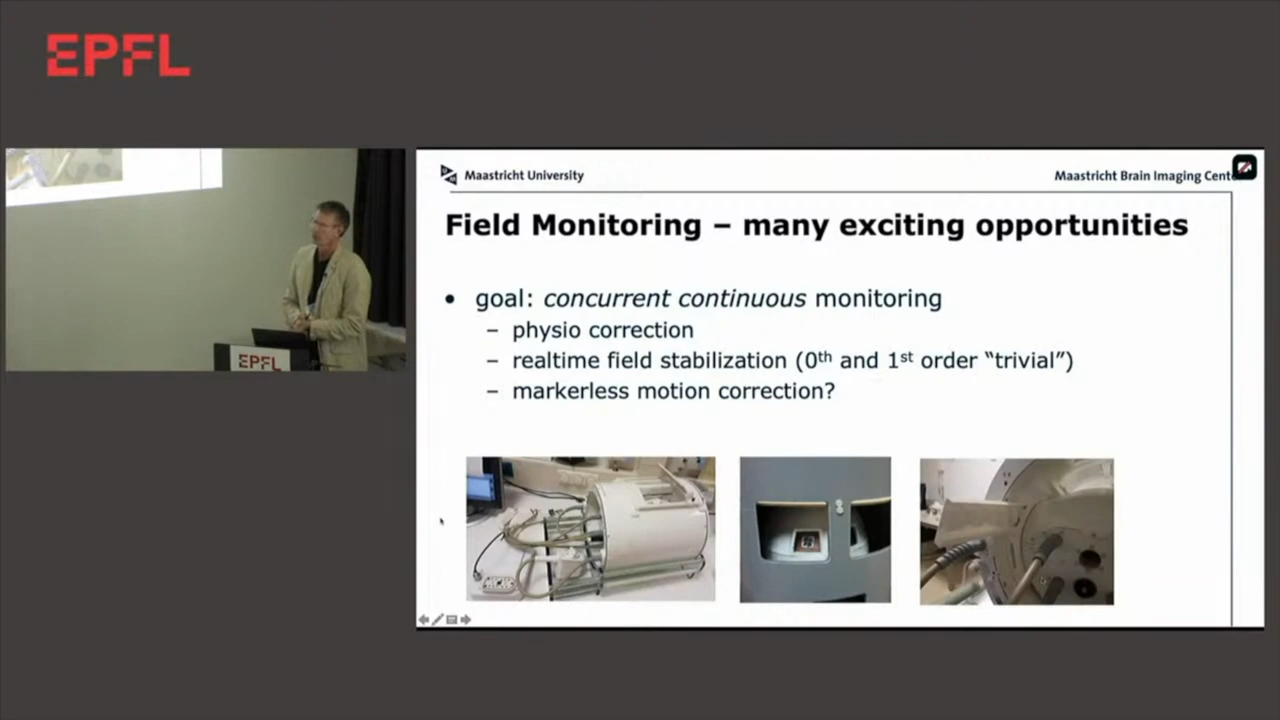 EPFL
Maastricht University
Maastricht Brain Imaging Cent
Field Monitoring – many exciting opportunities
• goal: concurrent continuous monitoring
– physio correction
– realtime field stabilization (0th and 1st order “trivial”)
– markerless motion correction?
EPFL